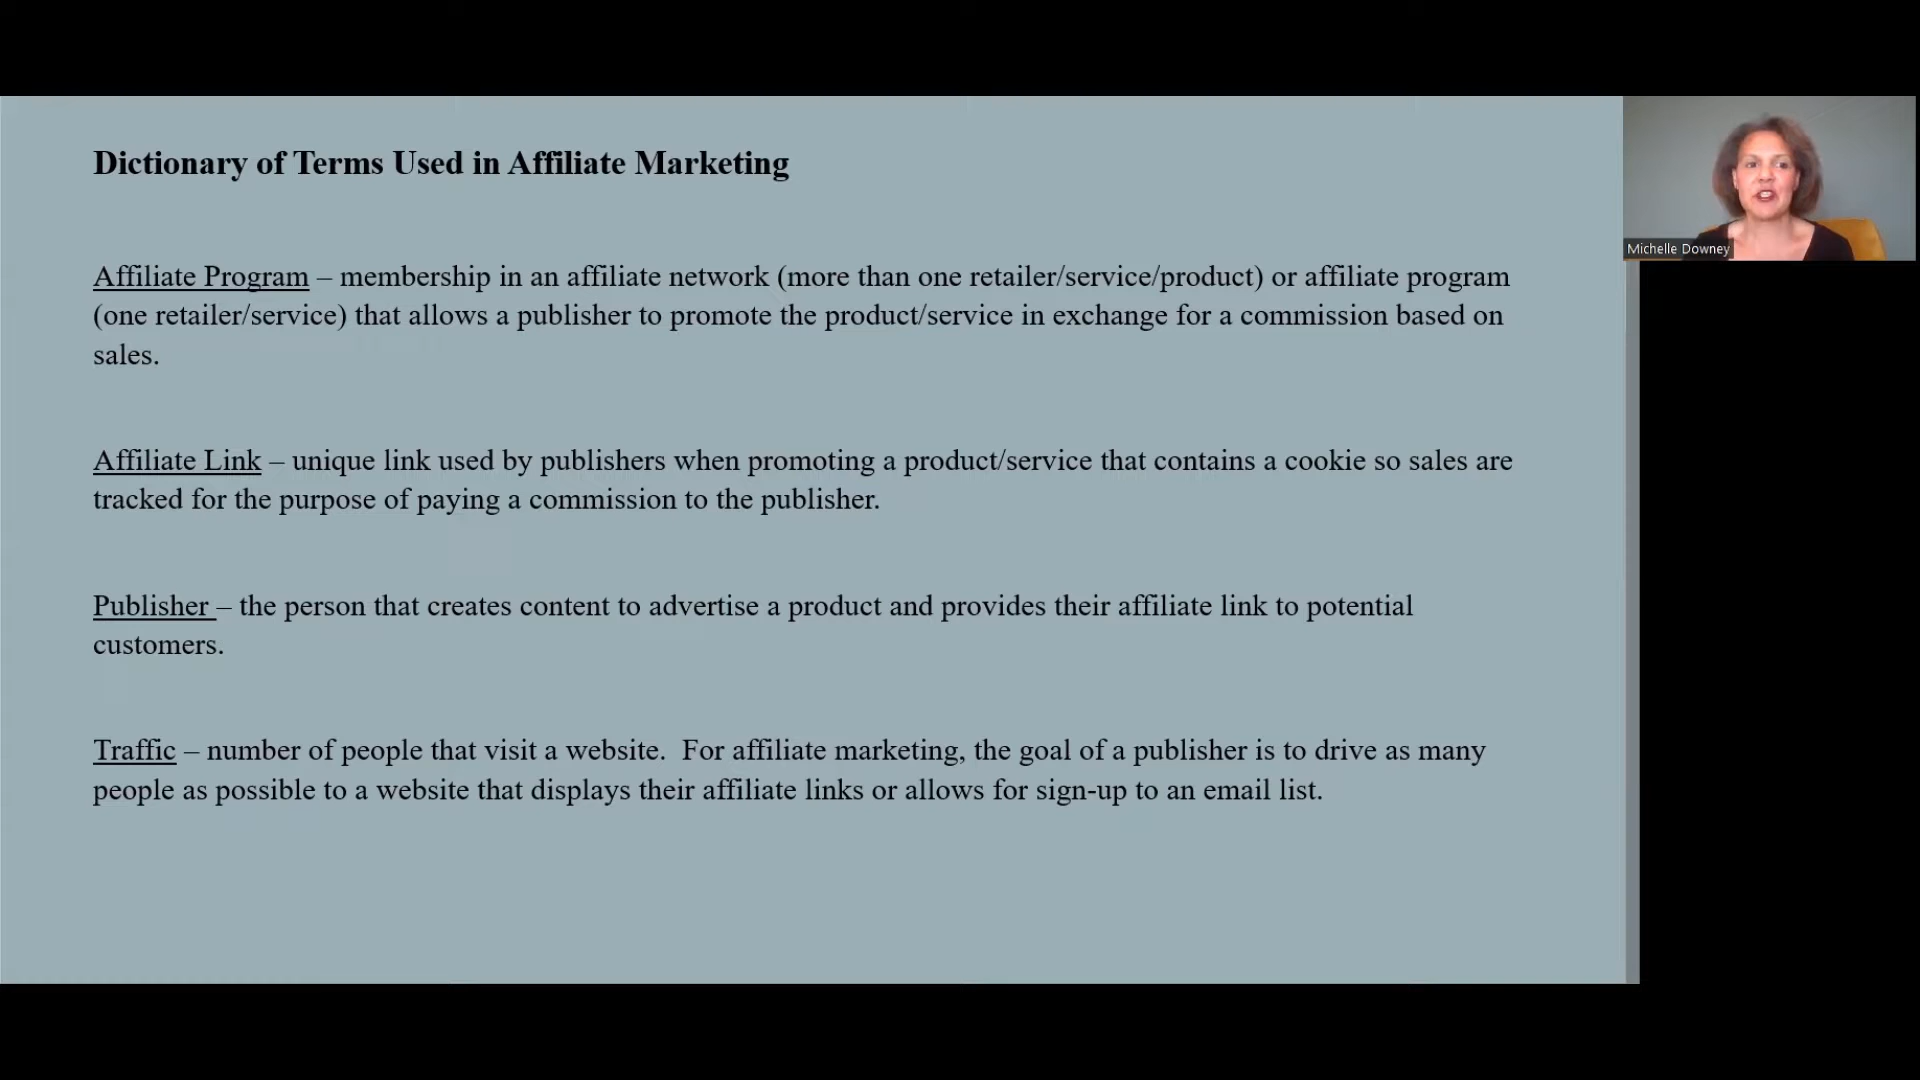 Dictionary of Terms Used in Affiliate Marketing
Affiliate Program – membership in an affiliate network (more than one retailer/service/product) or affiliate program
(one retailer/service) that allows a publisher to promote the product/service in exchange for a commission based on
sales.
Affiliate Link – unique link used by publishers when promoting a product/service that contains a cookie so sales are
tracked for the purpose of paying a commission to the publisher.
Publisher – the person that creates content to advertise a product and provides their affiliate link to potential
customers.
Traffic – number of people that visit a website.  For affiliate marketing, the goal of a publisher is to drive as many
people as possible to a website that displays their affiliate links or allows for sign-up to an email list.
Michelle Downey